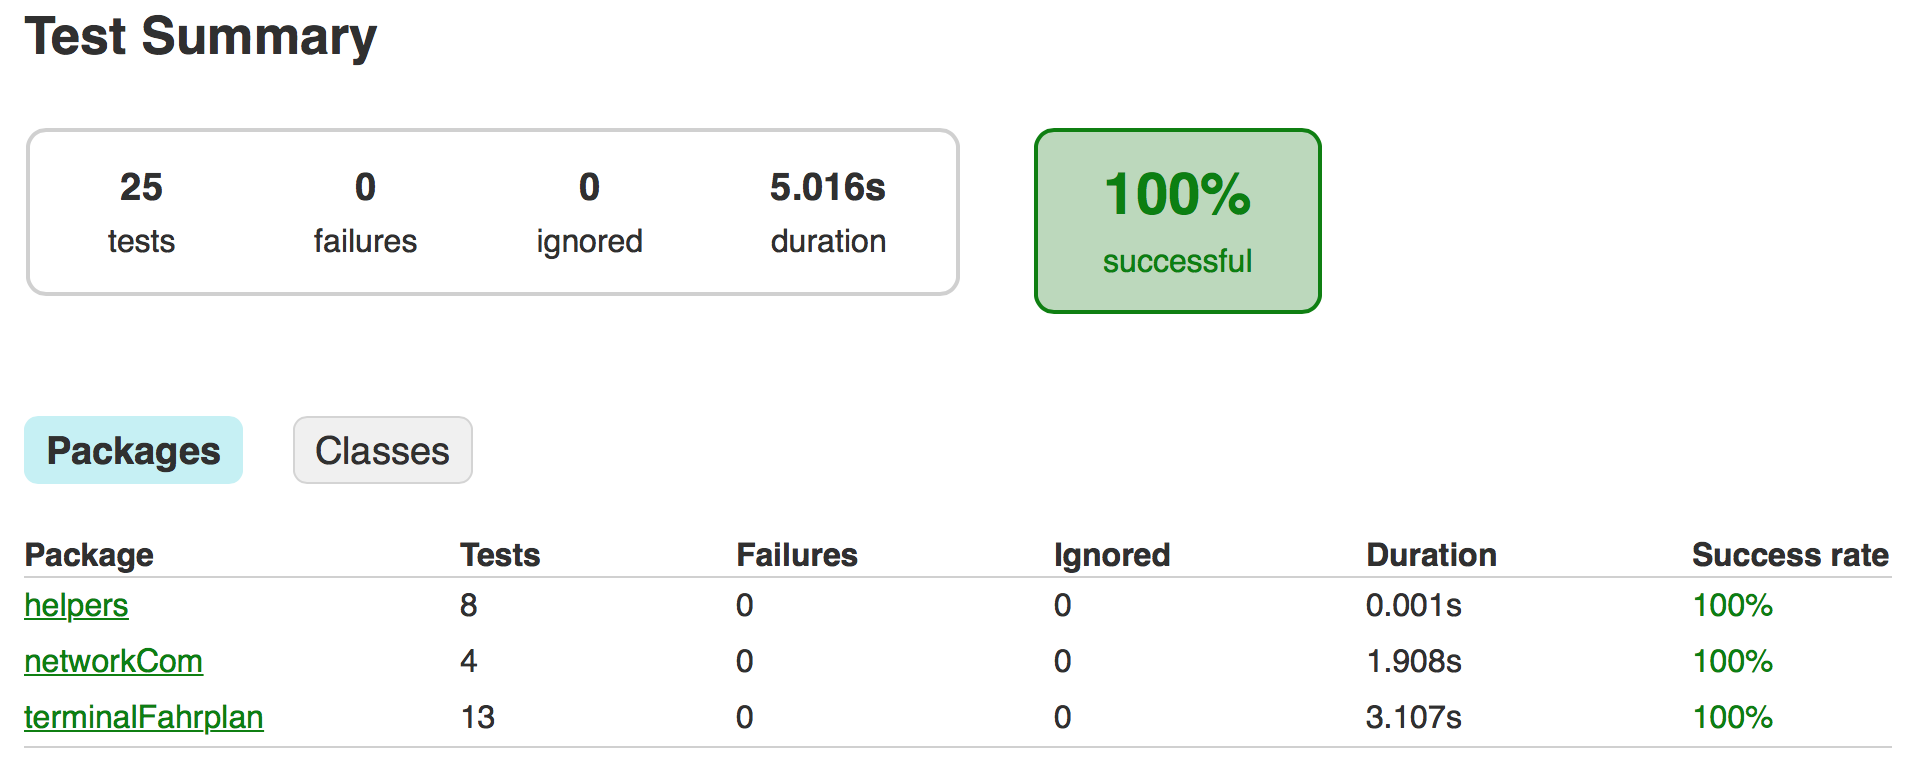 Test Summary
25 0 0 5.016s
tests failures ignored duration
100%
successful
Packages Classes
Package Tests Failures Ignored Duration Success rate
helpers 8 0 0 0.001s 100%
networkCom 4 0 0 1.908s 100%
terminalFahrplan 13 0 0 3.107s 100%